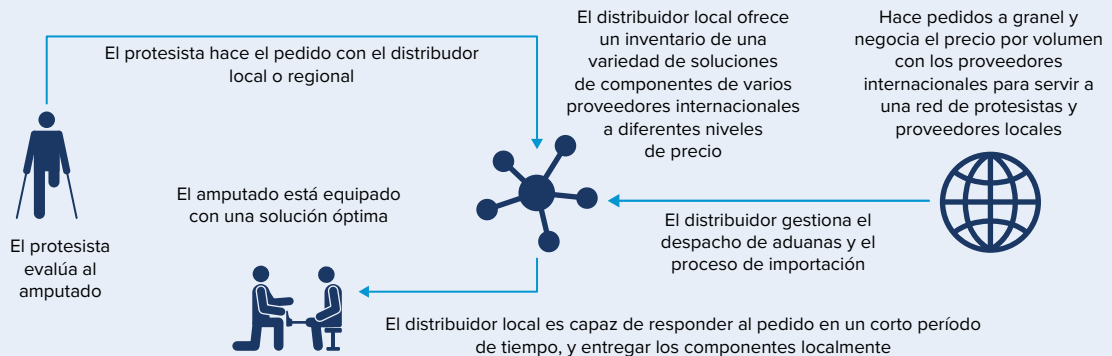 El protesista hace el pedido con el distribudor
local o regional
El distribuidor local ofrece
un inventario de una
variedad de soluciones
de componentes de varios
proveedores internacionales
a diferentes niveles
de precio
Hace pedidos a granel y
negocia el precio por volumen
con los proveedores
internacionales para servir a
una red de protesistas y
proveedores locales
El protesista
evalúa al
amputado
El amputado está equipado
con una solución óptima
El distribuidor gestiona el
despacho de aduanas y el
proceso de importación
El distribuidor local es capaz de responder al pedido en un corto período
de tiempo, y entregar los componentes localmente